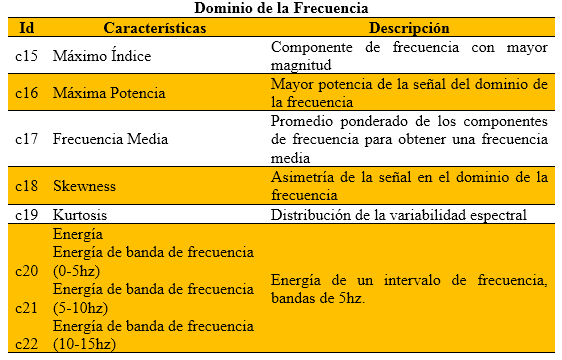 Dominio de la Frecuencia
Id Características Descripción
c15 Máximo Índice Componente de frecuencia con mayor
magnitud
c16 Máxima Potencia Mayor potencia de la señal del dominio de
la frecuencia
c17 Frecuencia Media Promedio ponderado de los componentes
de frecuencia para obtener una frecuencia
media
c18 Skewness Asimetría de la señal en el dominio de la
frecuencia
c19 Kurtosis Distribución de la variabilidad espectral
Energía
Energía de banda de frecuencia
c20 (0-5hz)
Energía de banda de frecuencia
c21 (5-10hz)
Energía de banda de frecuencia
c22 (10-15hz)
Energía de un intervalo de frecuencia,
bandas de 5hz.